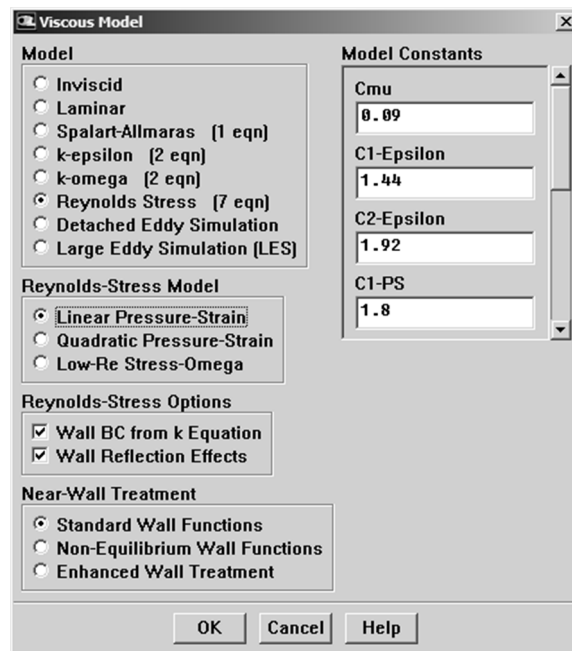 Viscous Model
Model
Inviscid
Laminar
Spalart-Allmaras (1 eqn)
k-epsilon (2 eqn)
k-omega (2 eqn)
Reynolds Stress (7 eqn)
Detached Eddy Simulation
Large Eddy Simulation (LES)
Reynolds-Stress Model
Linear Pressure-Strain
Quadratic Pressure-Strain
Low-Re Stress-Omega
Reynolds-Stress Options
Wall BC from k Equation
Wall Reflection Effects
Near-Wall Treatment
Standard Wall Functions
Non-Equilibrium Wall Functions
Enhanced Wall Treatment
Model Constants
Cmu
0.09
C1-Epsilon
1.44
C2-Epsilon
1.92
C1-PS
1.8
OK Cancel Help